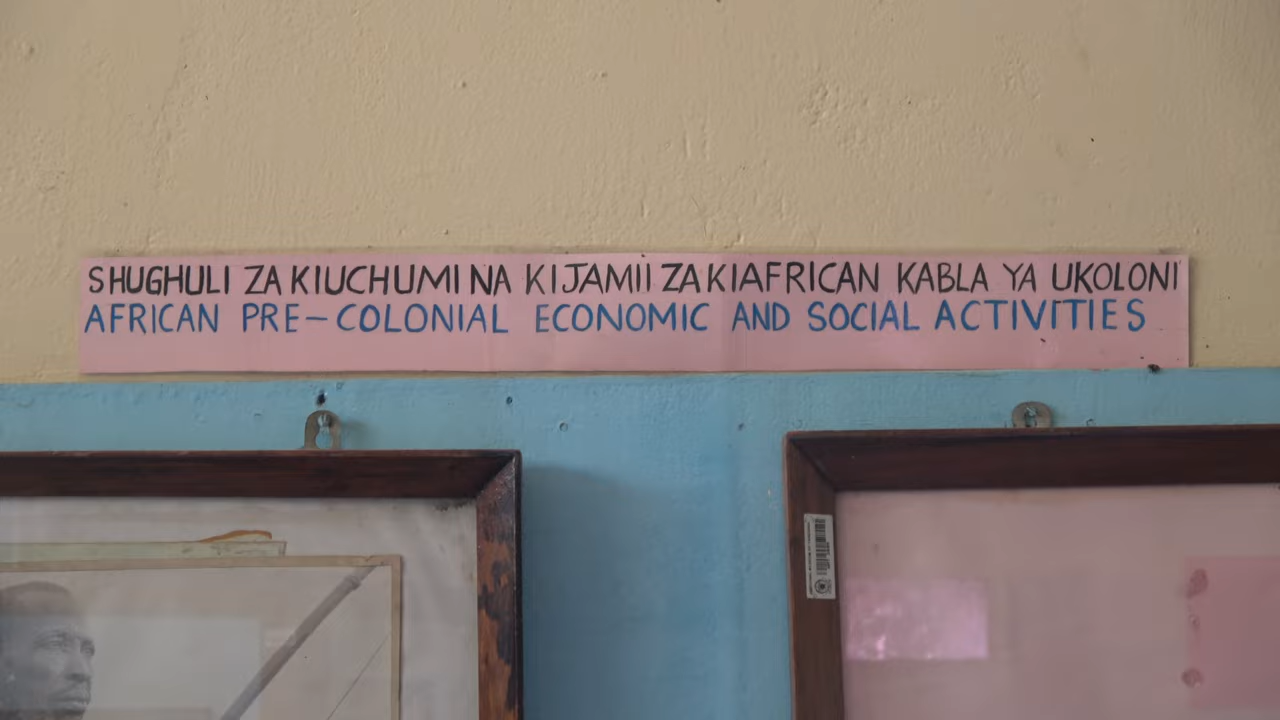 SHUGHULI ZA KIUCHUMI NA KIJAMII ZA KIAFRICAN KABLA YA UKOLONI
AFRICAN PRE-COLONIAL ECONOMIC AND SOCIAL ACTIVITIES